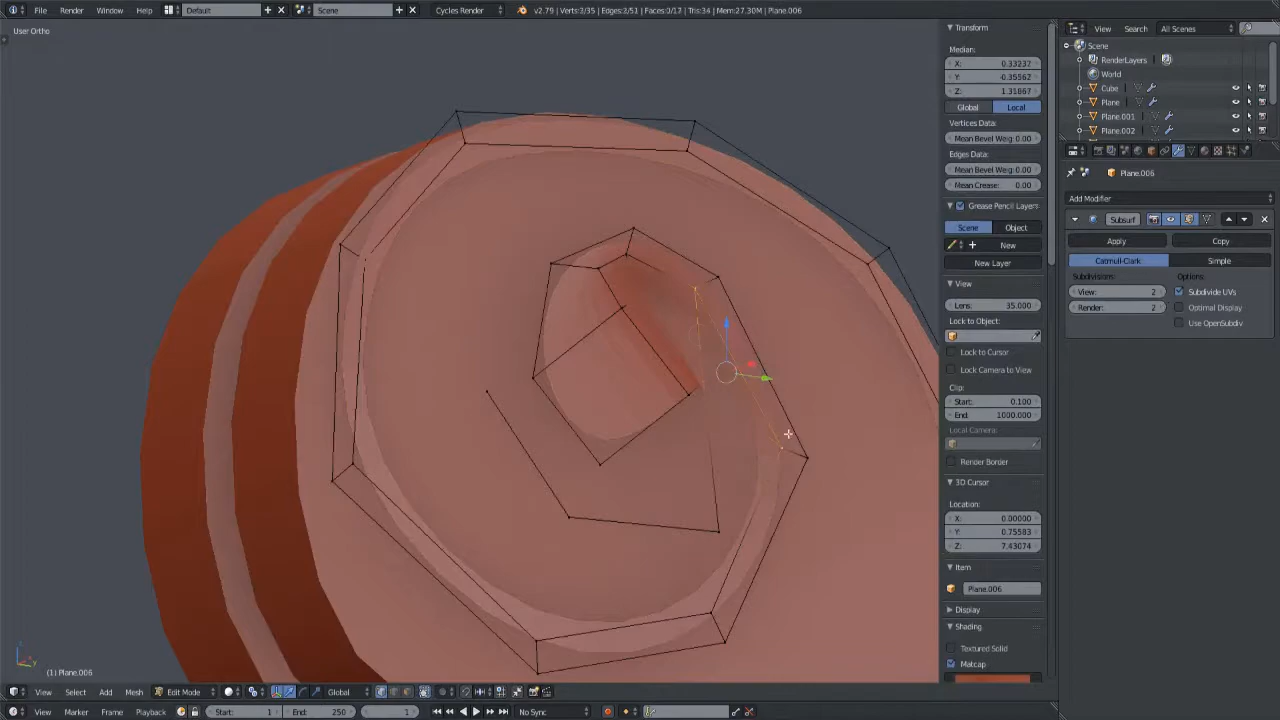 File Render Window Help Default Scene Cycles Render v2.79 | Verts:3/35 | Edges:3/51 | Faces:0/17 | Tris:34 | Mem:27.30M | Plane.006
User Ortho
Transform
Median:
X: 0.33237
Y: -0.35562
Z: 1.31867
Global Local
Vertices Data:
Mean Bevel Weig: 0.00
Edges Data:
Mean Bevel Weig: 0.00
Mean Crease: 0.00
Grease Pencil Layers
Scene Object
New
New Layer
View
Lens: 35.000
Lock to Object:
Lock to Cursor
Lock Camera to View
Clip:
Start: 0.100
End: 1000.000
Local Camera:
Render Border
3D Cursor
Location:
X: 0.00000
Y: 0.75583
Z: 7.43074
Item
Plane.006
Display
Shading
Textured Solid
Matcap
View Search All Scenes
Scene
RenderLayers
World
Cube
Plane
Plane.001
Plane.002
Plane.006
Add Modifier
Subsurf
Apply Copy
Catmull-Clark Simple
Subdivisions: Options:
View: 2 Subdivide UVs
Render: 2 Optimal Display
Use OpenSubdiv
(1) Plane.006
View Select Add Mesh Edit Mode Global
View Marker Frame Playback Start: 1 End: 250 1 No Sync